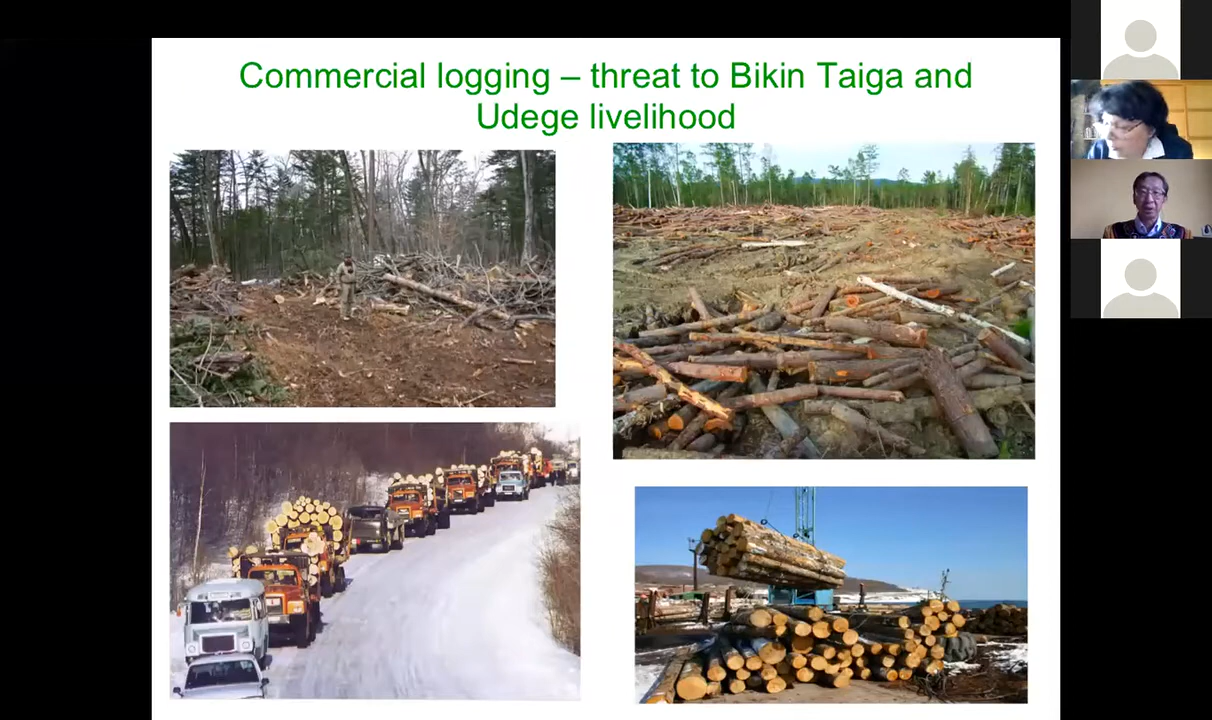 Commercial logging – threat to Bikin Taiga and
Udege livelihood